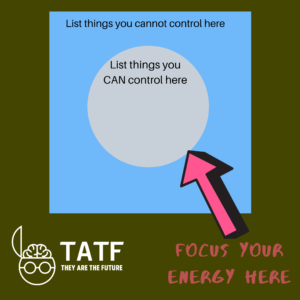 List things you cannot control here
List things you
CAN control here
TATF
THEY ARE THE FUTURE
FOCUS YOUR
ENERGY HERE